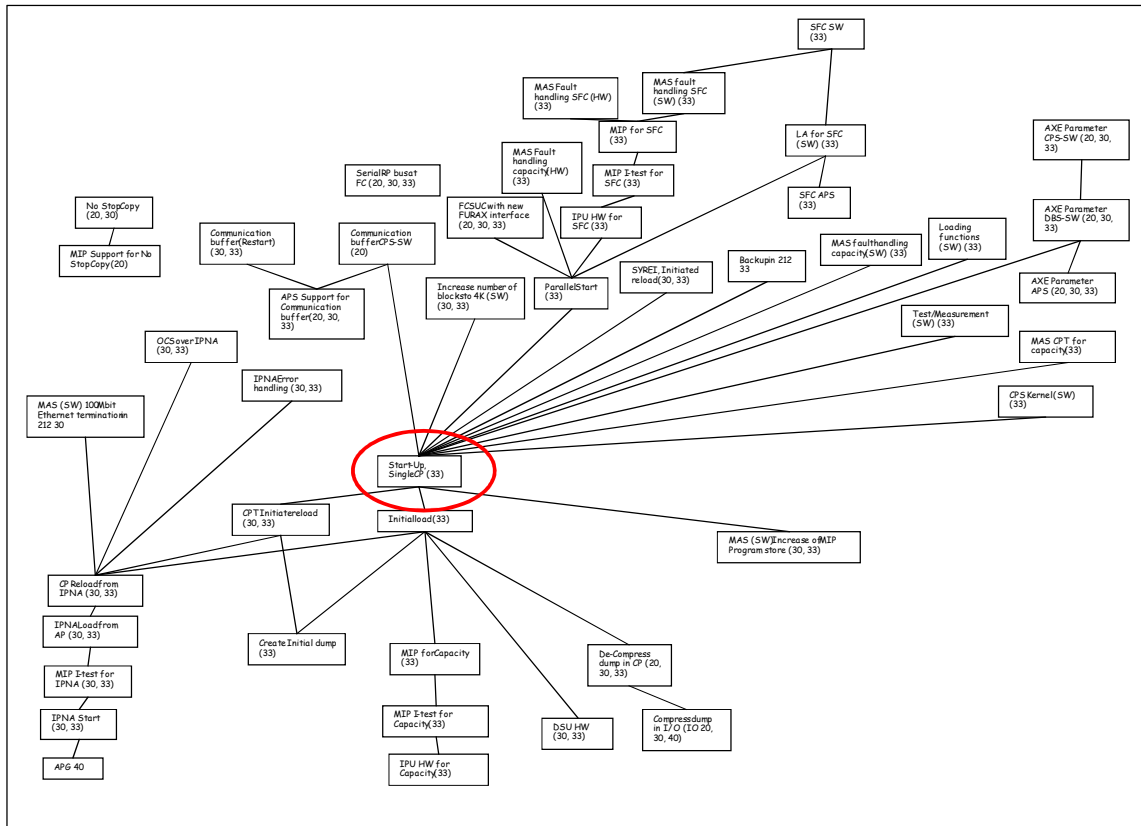 SFC SW
(33)
MAS Fault
handling SFC (HW)
(33)
MAS fault
handling SFC
(SW) (33)
MIP for SFC
(33)
LA for SFC
(SW) (33)
AXE Parameter
CPS-SW (20, 30,
33)
MAS Fault
handling
capacity(HW)
(33)
SerialRP busat
FC (20, 30, 33)
MIP I-test for
SFC (33)
SFC APS
(33)
No StopCopy
(20, 30)
FCSUC with new
FURAX interface
(20, 30, 33)
IPU HW for
SFC (33)
AXE Parameter
DBS-SW (20, 30,
33)
MIP Support for No
StopCopy(20)
Communication
buffer(Restart)
(30, 33)
Communication
bufferCPS-SW
(20)
MAS faulthandling
capacity(SW) (33)
Loading
functions
(SW) (33)
Increase number of
blocksto 4K (SW)
(30, 33)
ParallelStart
(33)
SYREI, Initiated
reload(30, 33)
Backupin 212
33
AXE Parameter
APS (20, 30, 33)
APS Support for
Communication
buffer(20, 30,
33)
Test/Measurement
(SW) (33)
OCSoverIPNA
(30, 33)
MAS CPT for
capacity(33)
IPNAError
handling (30, 33)
MAS (SW) 100Mbit
Ethernet terminationin
212 30
CPS Kernel(SW)
(33)
Start-Up,
SingleCP (33)
CPT Initiatereload
(30, 33)
Initialload(33)
MAS (SW)Increase ofMIP
Program store (30, 33)
CP Reloadfrom
IPNA (30, 33)
IPNALoadfrom
AP (30, 33)
Create Initial dump
(33)
MIP forCapacity
(33)
De-Compress
dump in CP (20,
30, 33)
MIP I-test for
IPNA (30, 33)
IPNA Start
(30, 33)
MIP I-test for
Capacity(33)
DSU HW
(30, 33)
Compressdump
in I/O (IO 20,
30, 40)
APG 40
IPU HW for
Capacity(33)